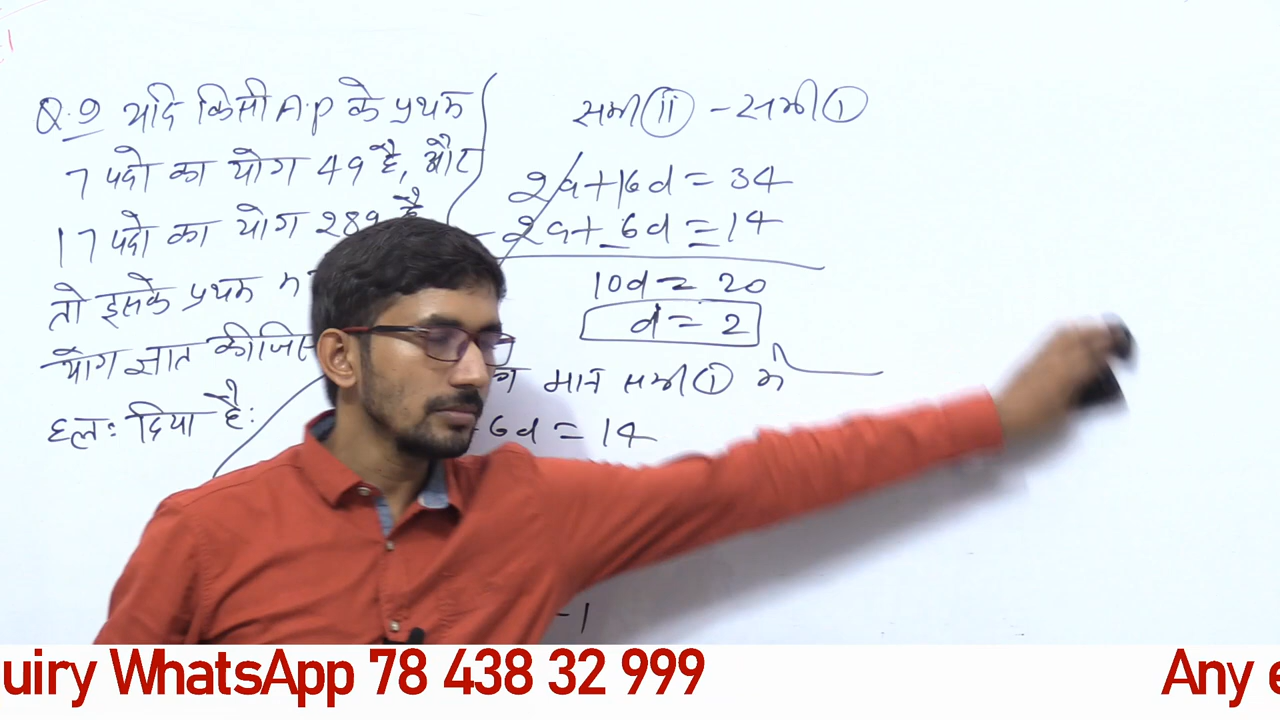 Q.9 यदि किसी A.P के प्रथम
7 पदो का योग 49 है, और
17 पदो का योग 289 है
तो इसके प्रथम n
योग ज्ञात कीजिए
हल: दिया है:
समी (ii) - समी (i)
2a+16d = 34
2a+ 6d = 14
10d = 20
d = 2
मान समी (i) में
6d = 14
-1
uiry WhatsApp 78 438 32 999
Any e